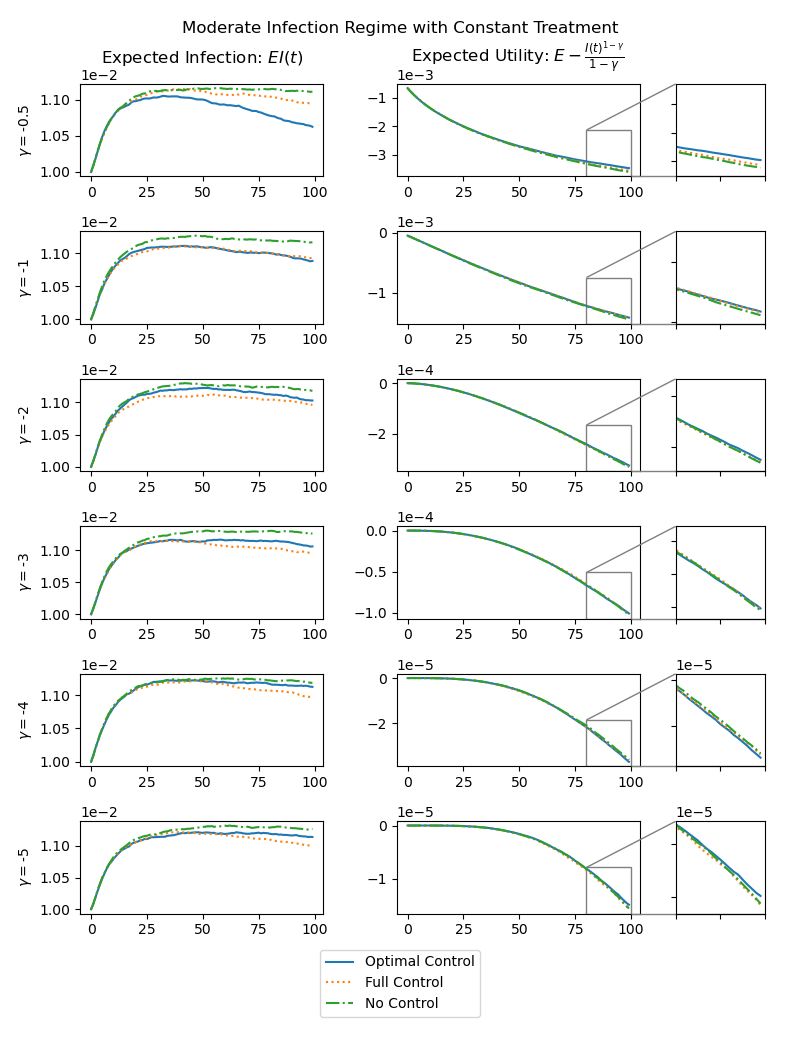 Moderate Infection Regime with Constant Treatment
Expected Infection: EI(t)
Expected Utility: E − I(t)^{1−γ}/(1−γ)
1e−2
1e−3
γ = -0.5
1.10
1.05
1.00
0 25 50 75 100
−1
−2
−3
0 25 50 75 100
1e−2
1e−3
γ = -1
1.10
1.05
1.00
0 25 50 75 100
0
−1
0 25 50 75 100
1e−2
1e−4
γ = -2
1.10
1.05
1.00
0 25 50 75 100
0
−2
0 25 50 75 100
1e−2
1e−4
γ = -3
1.10
1.05
1.00
0 25 50 75 100
0.0
−0.5
−1.0
0 25 50 75 100
1e−2
1e−5
1e−5
γ = -4
1.10
1.05
1.00
0 25 50 75 100
0
−2
0 25 50 75 100
1e−2
1e−5
1e−5
γ = -5
1.10
1.05
1.00
0 25 50 75 100
0
−1
0 25 50 75 100
Optimal Control
Full Control
No Control